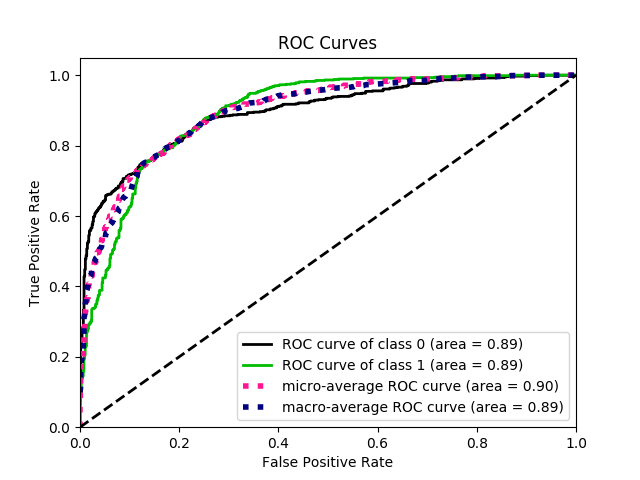 ROC Curves
True Positive Rate
1.0
0.8
0.6
0.4
0.2
0.0
ROC curve of class 0 (area = 0.89)
ROC curve of class 1 (area = 0.89)
micro-average ROC curve (area = 0.90)
macro-average ROC curve (area = 0.89)
0.0 0.2 0.4 0.6 0.8 1.0
False Positive Rate